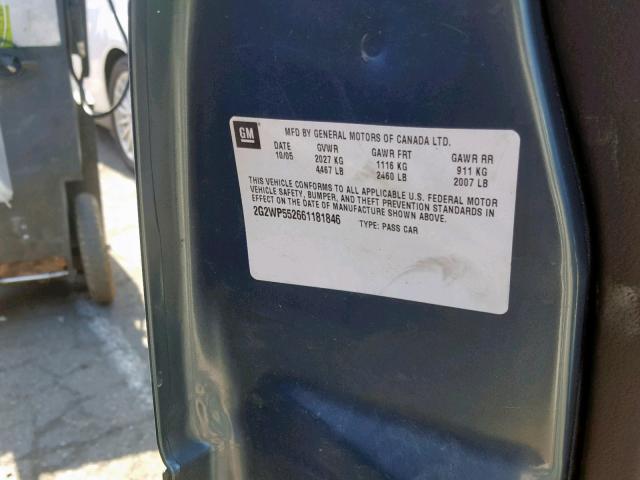 GM
MFD BY GENERAL MOTORS OF CANADA LTD.
DATE GVWR GAWR FRT GAWR RR
10/05 2027 KG 1116 KG 911 KG
4467 LB 2460 LB 2007 LB
THIS VEHICLE CONFORMS TO ALL APPLICABLE U.S. FEDERAL MOTOR
VEHICLE SAFETY, BUMPER, AND THEFT PREVENTION STANDARDS IN
EFFECT ON THE DATE OF MANUFACTURE SHOWN ABOVE.
2G2WP552661181846 TYPE: PASS CAR